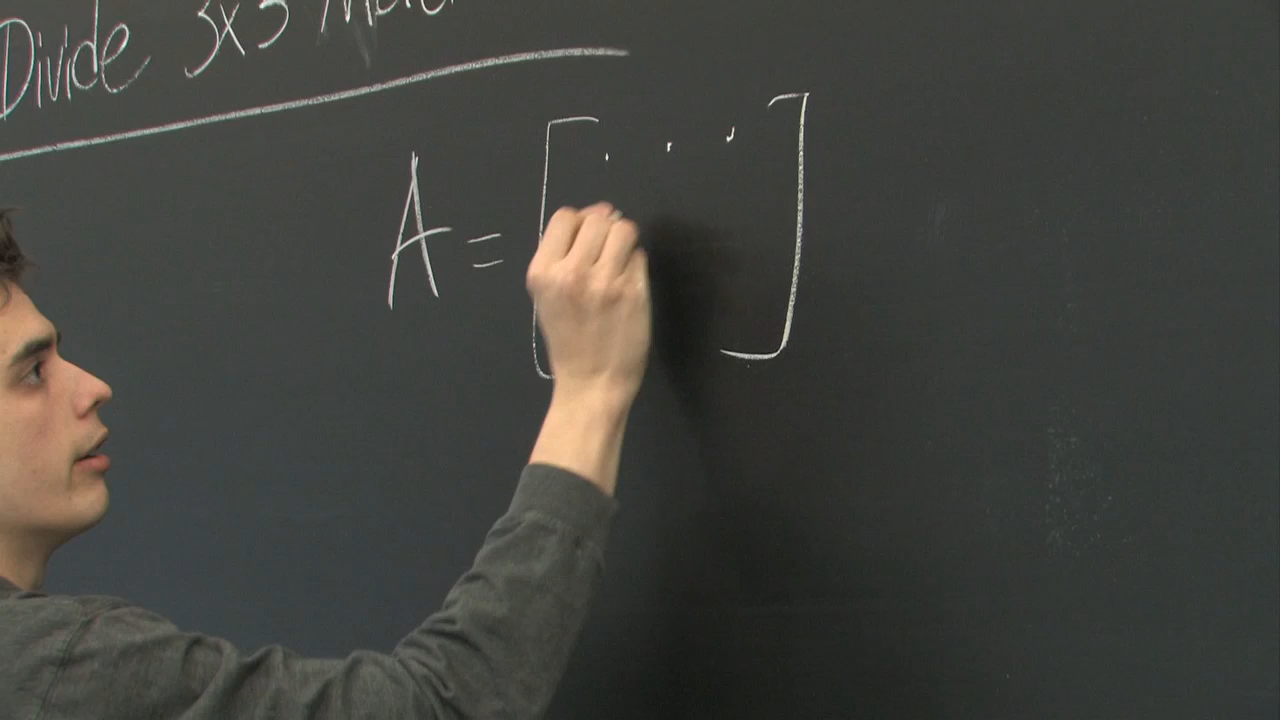 Divide 3x3
A = [ . . . ]